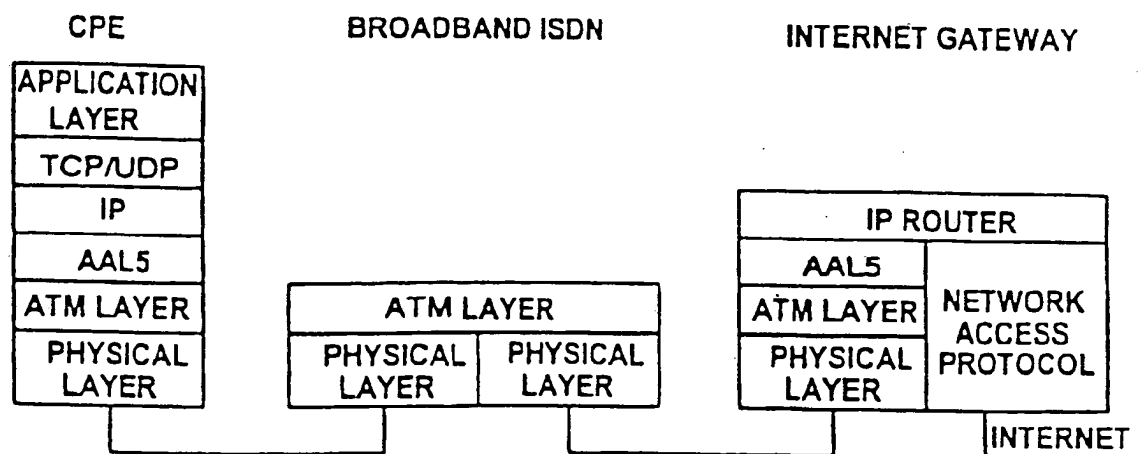 CPE
BROADBAND ISDN
INTERNET GATEWAY
APPLICATION
LAYER
TCP/UDP
IP
AAL5
ATM LAYER
PHYSICAL
LAYER
ATM LAYER
PHYSICAL
LAYER
PHYSICAL
LAYER
IP ROUTER
AAL5
ATM LAYER
PHYSICAL
LAYER
NETWORK
ACCESS
PROTOCOL
INTERNET